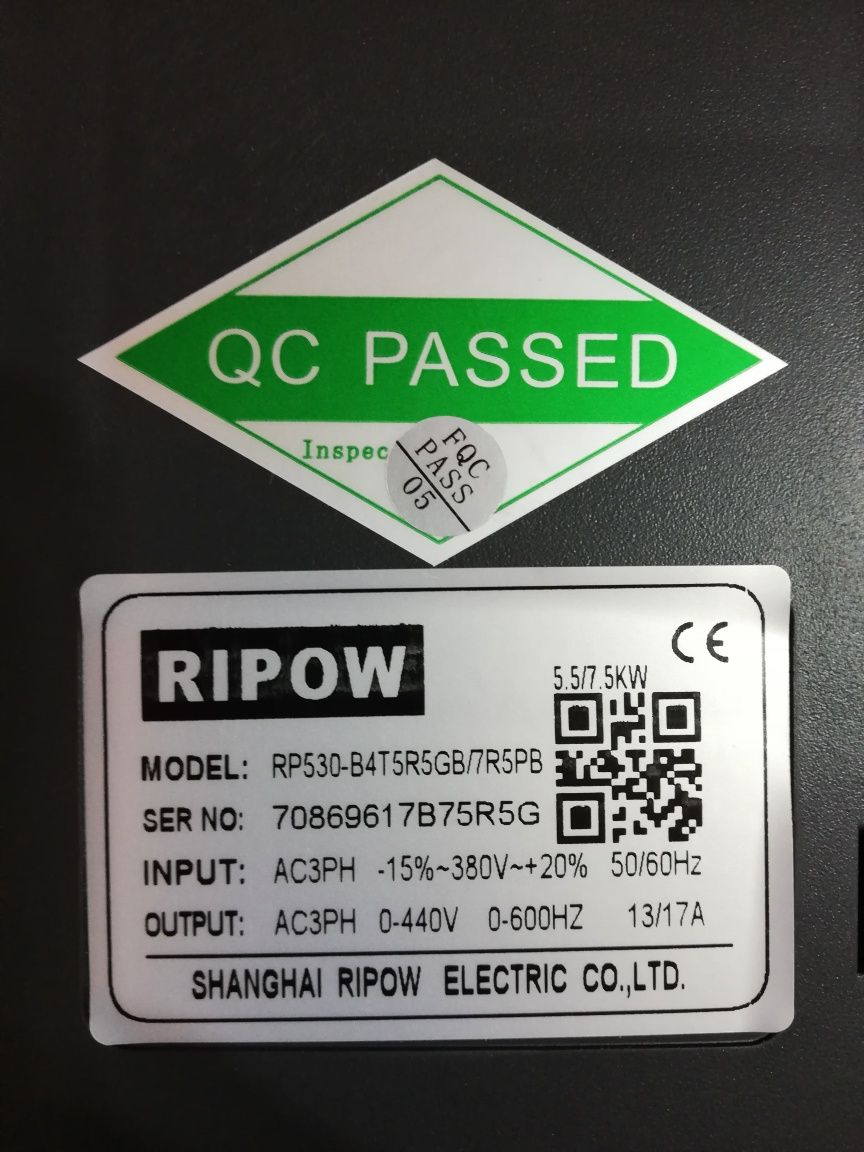 QC PASSED
Inspec
FQC
PASS
05
RIPOW
CE
5.5/7.5KW
MODEL: RP530-B4T5R5GB/7R5PB
SER NO: 70869617B75R5G
INPUT: AC3PH -15%~380V~+20% 50/60Hz
OUTPUT: AC3PH 0-440V 0-600HZ 13/17A
SHANGHAI RIPOW ELECTRIC CO.,LTD.